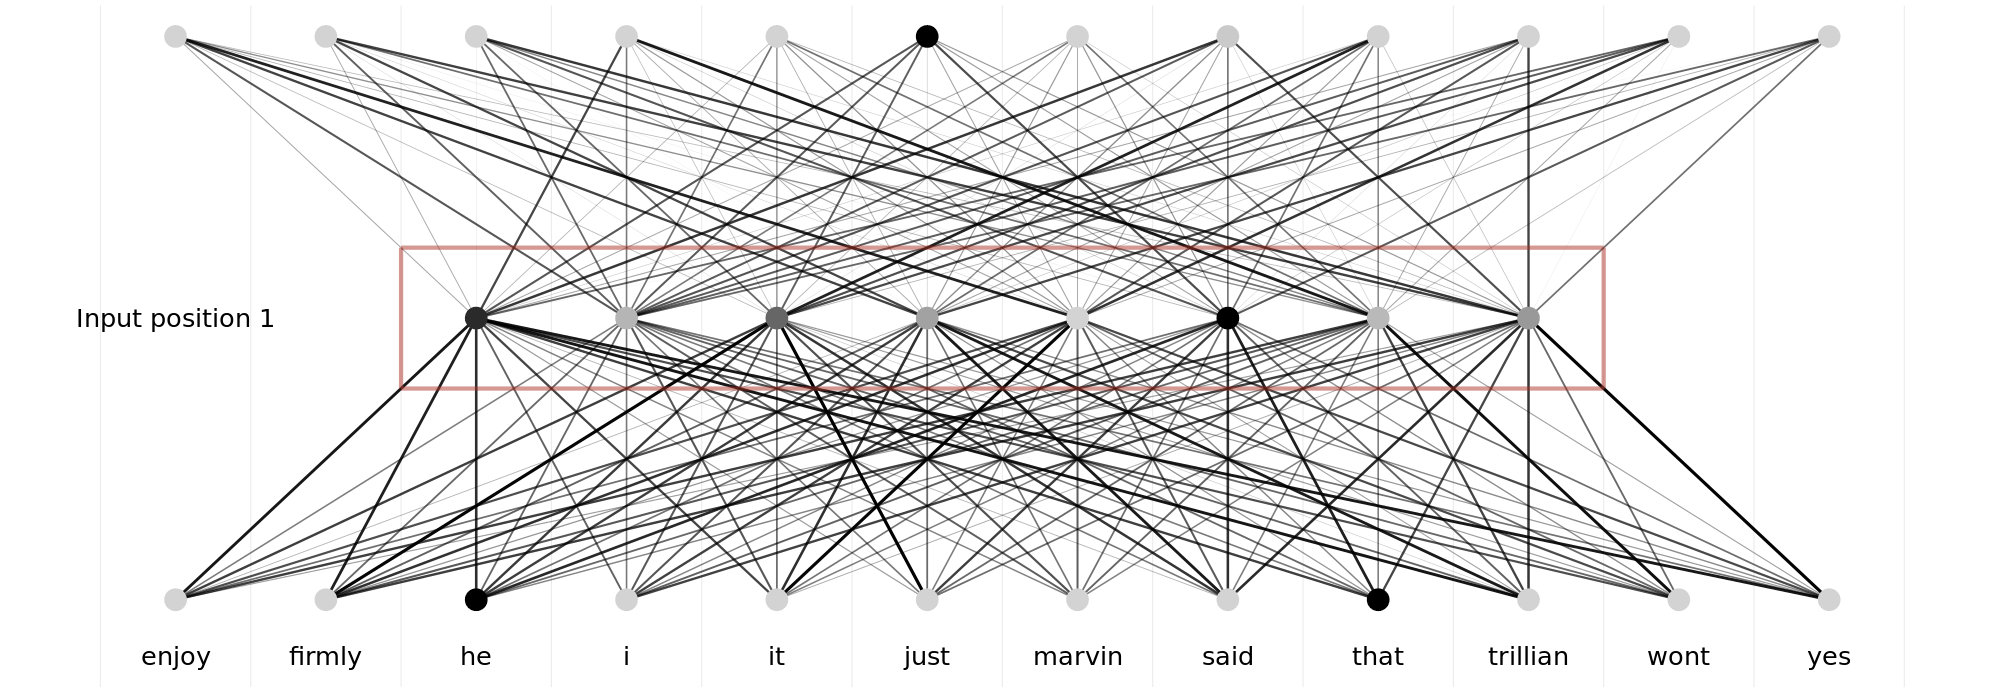 Input position 1
enjoy firmly he i it just marvin said that trillian wont yes